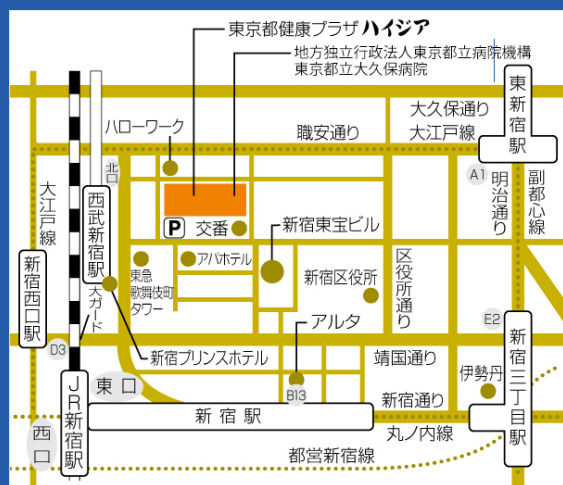 東京都健康プラザ ハイジア
地方独立行政法人東京都立病院機構
東京都立大久保病院
大久保通り
大江戸線
東新宿駅
ハローワーク
職安通り
北口
A1
明治通り
副都心線
大江戸線
西武新宿駅
P
交番
新宿東宝ビル
アパホテル
東急
歌舞伎町
タワー
新宿区役所
区役所通り
新宿西口駅
大ガード
D3
新宿プリンスホテル
アルタ
靖国通り
E2
新宿三丁目駅
伊勢丹
JR新宿駅
東口
B13
新宿通り
新宿駅
丸ノ内線
西口
都営新宿線